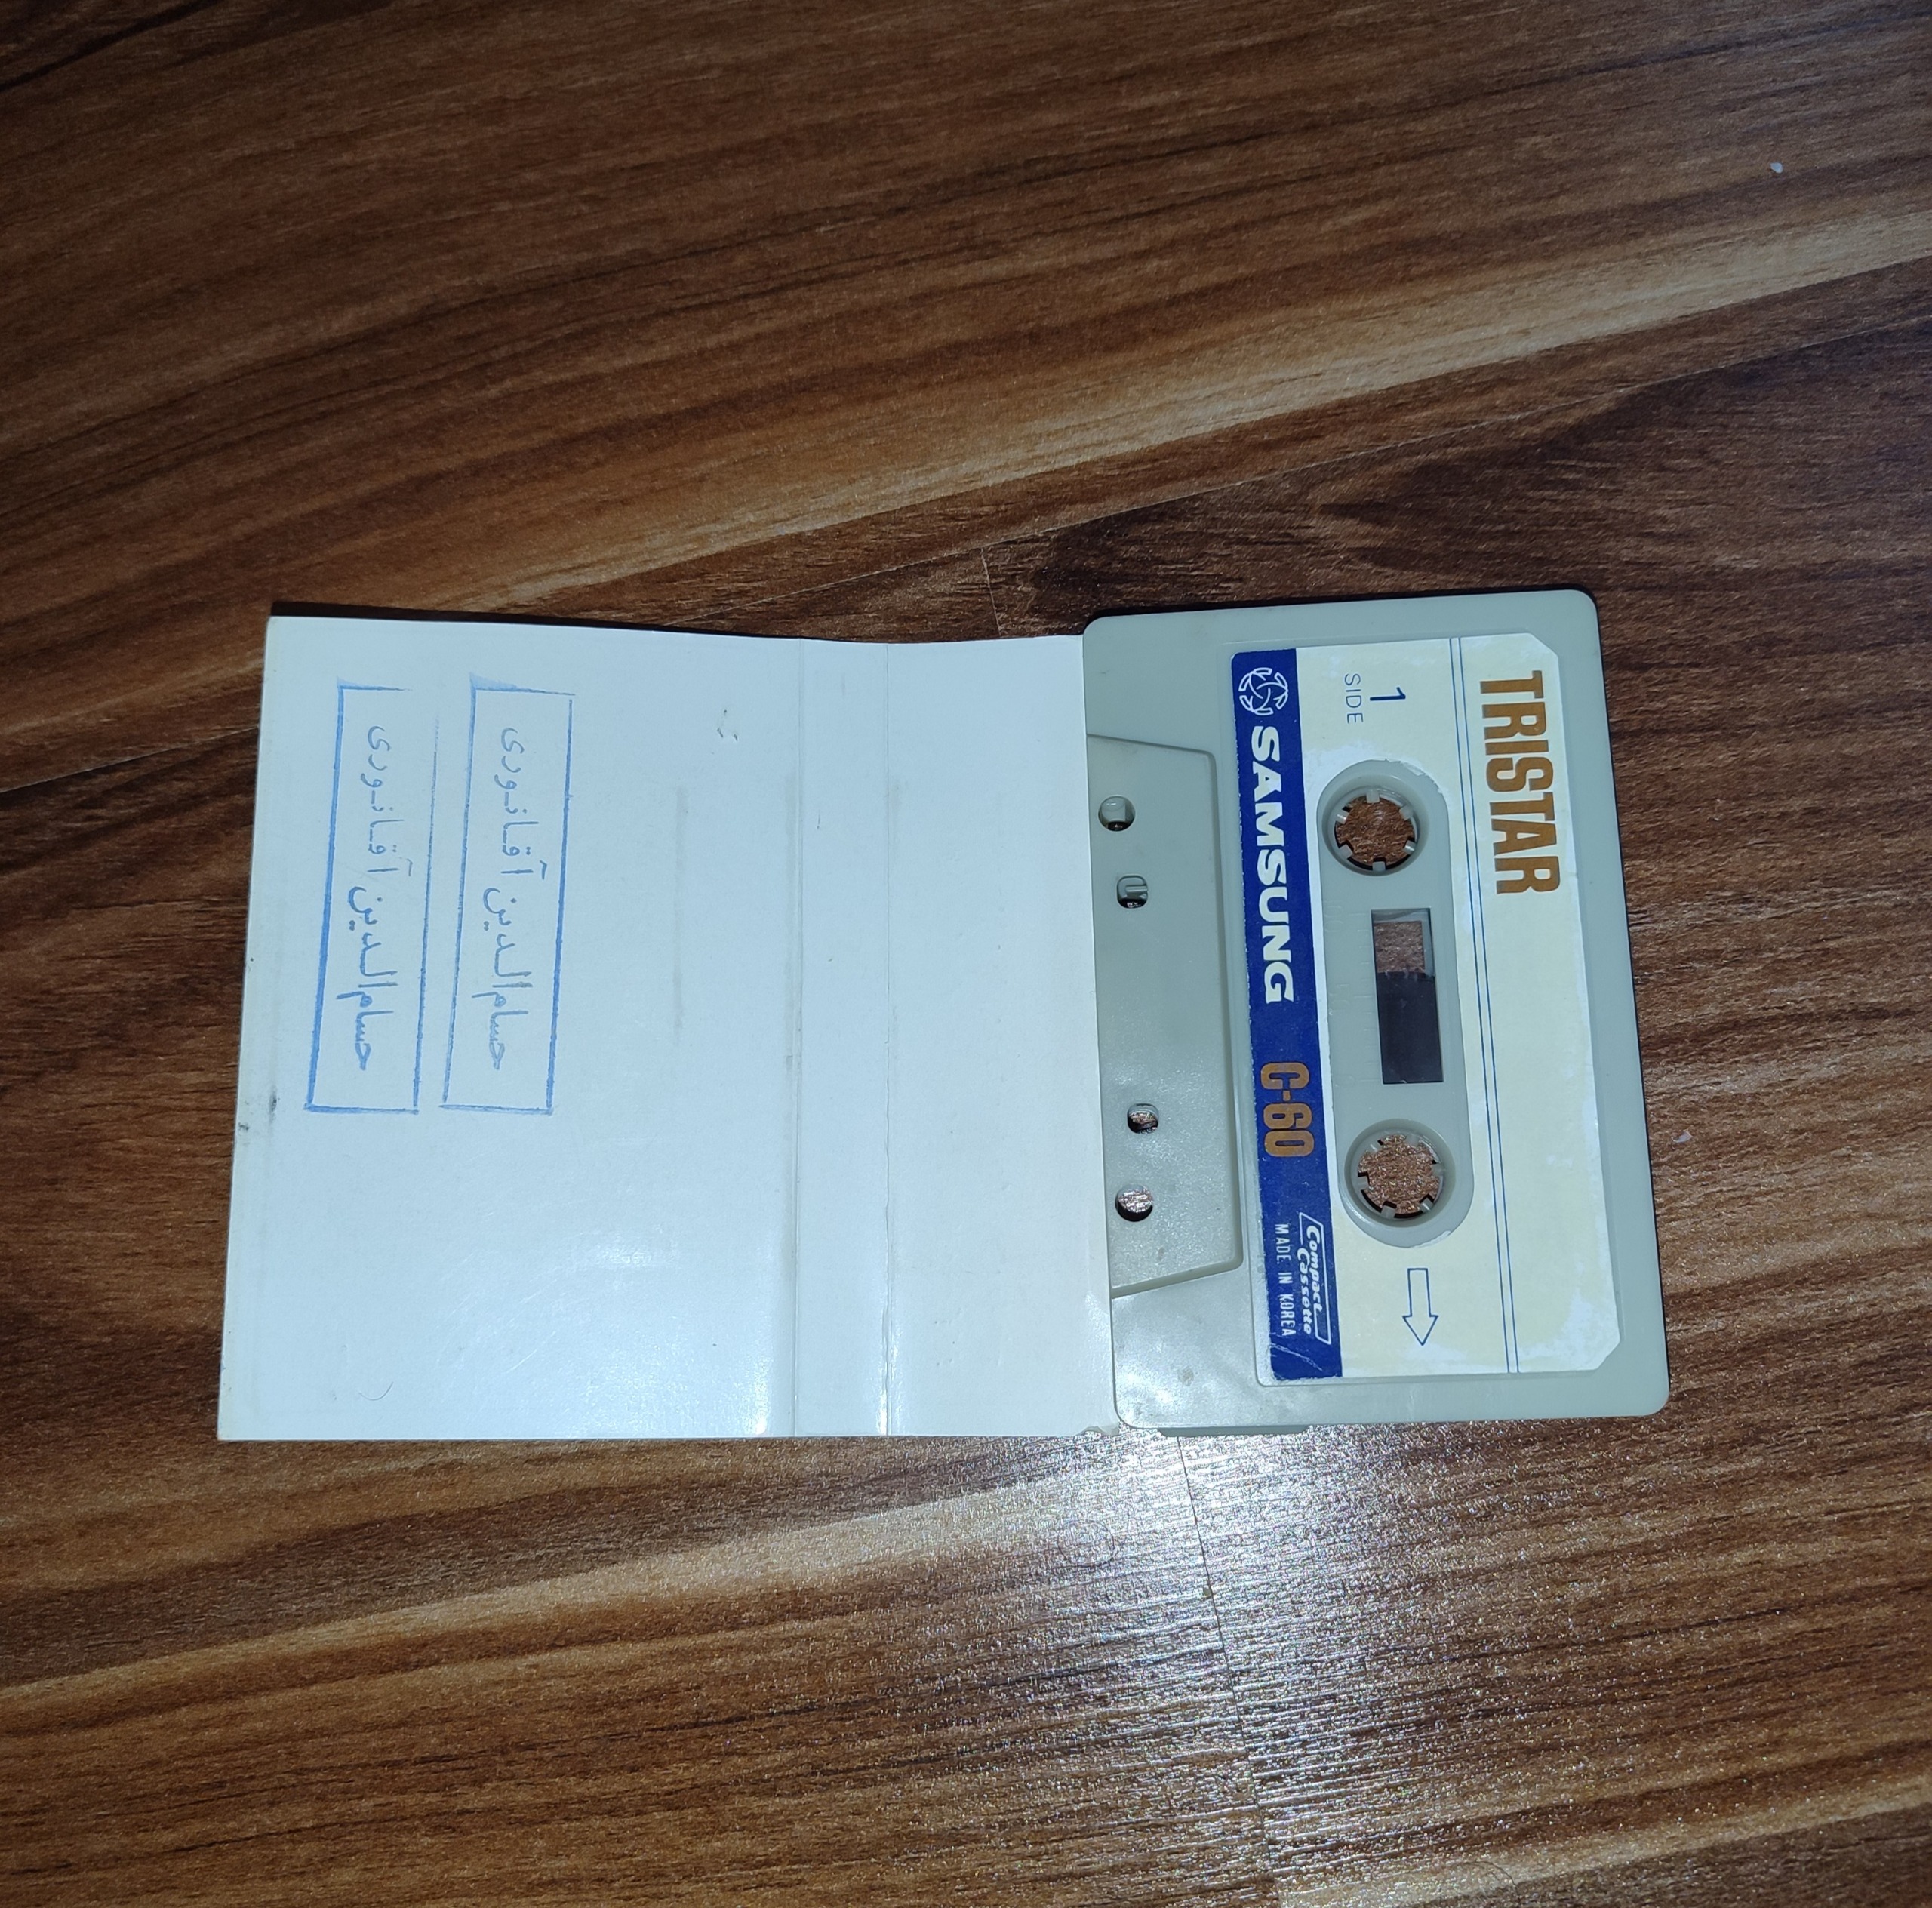 TRISTAR
1
SIDE
SAMSUNG C-60
Compact
Cassette
MADE IN KOREA
حسام‌الدین آقانوری
حسام‌الدین آقانوری